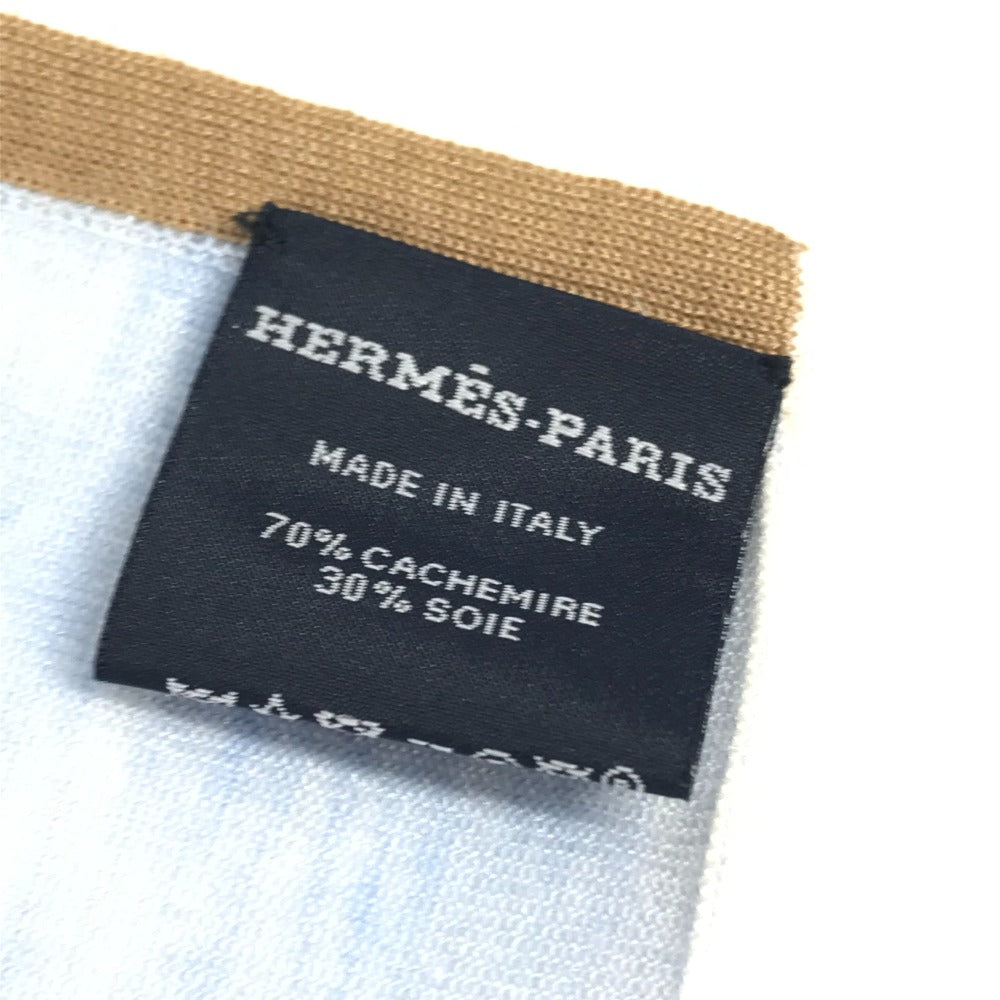 HERMÈS-PARIS
MADE IN ITALY
70% CACHEMIRE
30% SOIE